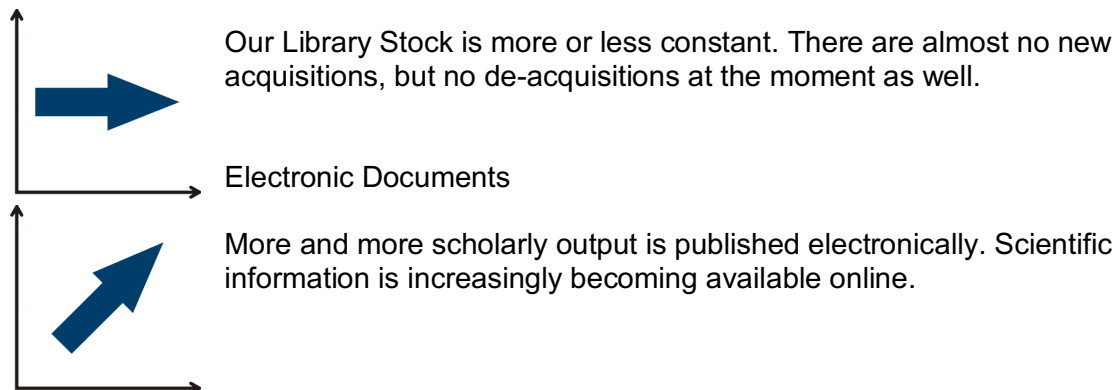 Our Library Stock is more or less constant. There are almost no new
acquisitions, but no de-acquisitions at the moment as well.
Electronic Documents
More and more scholarly output is published electronically. Scientific
information is increasingly becoming available online.